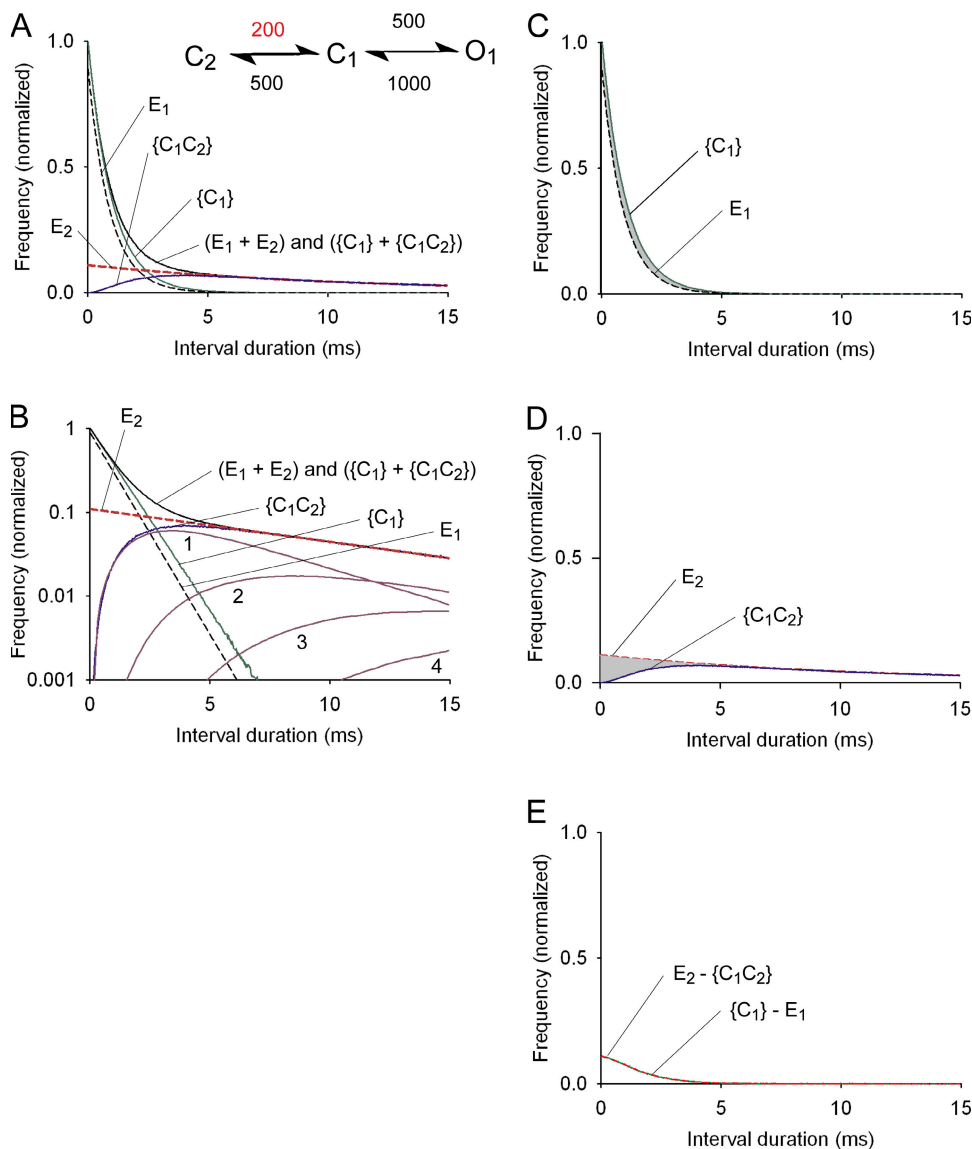 A
200
500
C2
C1
O1
500
1000
Frequency (normalized)
1.0
0.5
0.0
E1
{C1C2}
{C1}
E2
(E1 + E2) and ({C1} + {C1C2})
0
5
10
15
Interval duration (ms)
B
Frequency (normalized)
1
0.1
0.01
0.001
E2
(E1 + E2) and ({C1} + {C1C2})
{C1C2}
{C1}
E1
1
2
3
4
0
5
10
15
Interval duration (ms)
C
Frequency (normalized)
1.0
0.5
0.0
{C1}
E1
0
5
10
15
Interval duration (ms)
D
Frequency (normalized)
1.0
0.5
0.0
E2
{C1C2}
0
5
10
15
Interval duration (ms)
E
Frequency (normalized)
1.0
0.5
0.0
E2 - {C1C2}
{C1} - E1
0
5
10
15
Interval duration (ms)